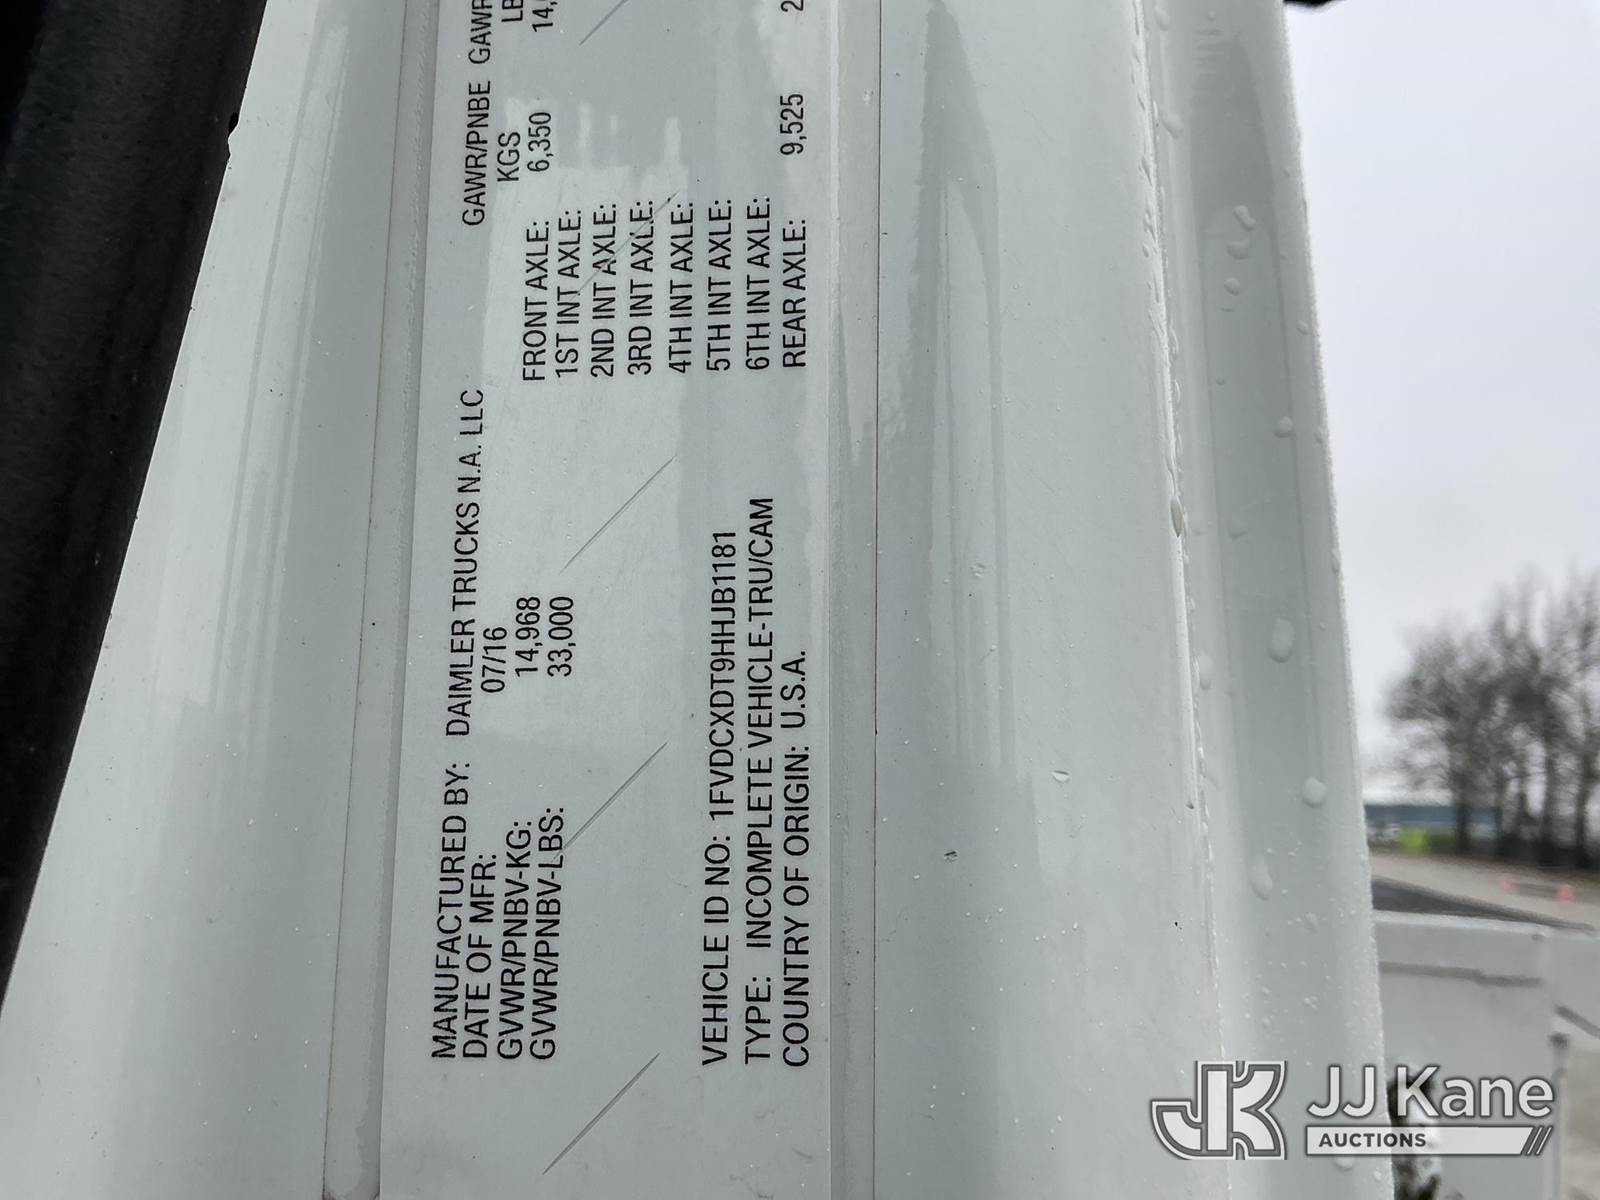 MANUFACTURED BY: DAIMLER TRUCKS N.A. LLC
DATE OF MFR: 07/16
GVWR/PNBV-KG: 14,968
GVWR/PNBV-LBS: 33,000
VEHICLE ID NO: 1FVDCXDT9HHJB1181
TYPE: INCOMPLETE VEHICLE-TRU/CAM
COUNTRY OF ORIGIN: U.S.A.
GAWR/PNBE GAWR
KGS LB
FRONT AXLE: 6,350 14,
1ST INT AXLE:
2ND INT AXLE:
3RD INT AXLE:
4TH INT AXLE:
5TH INT AXLE:
6TH INT AXLE:
REAR AXLE: 9,525 2
JK JJ Kane
AUCTIONS